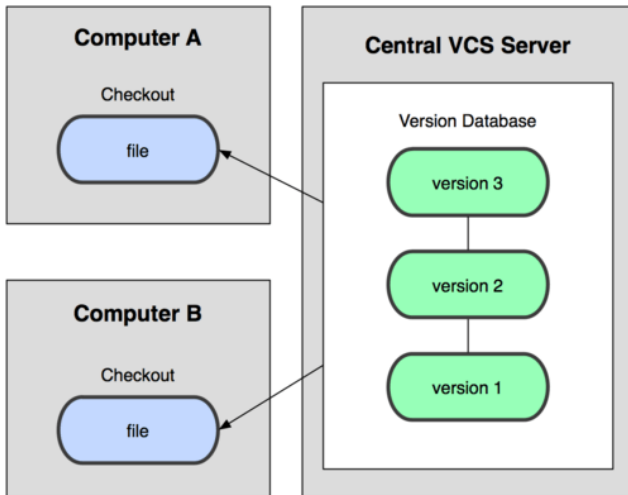 Computer A
Checkout
file
Computer B
Checkout
file
Central VCS Server
Version Database
version 3
version 2
version 1